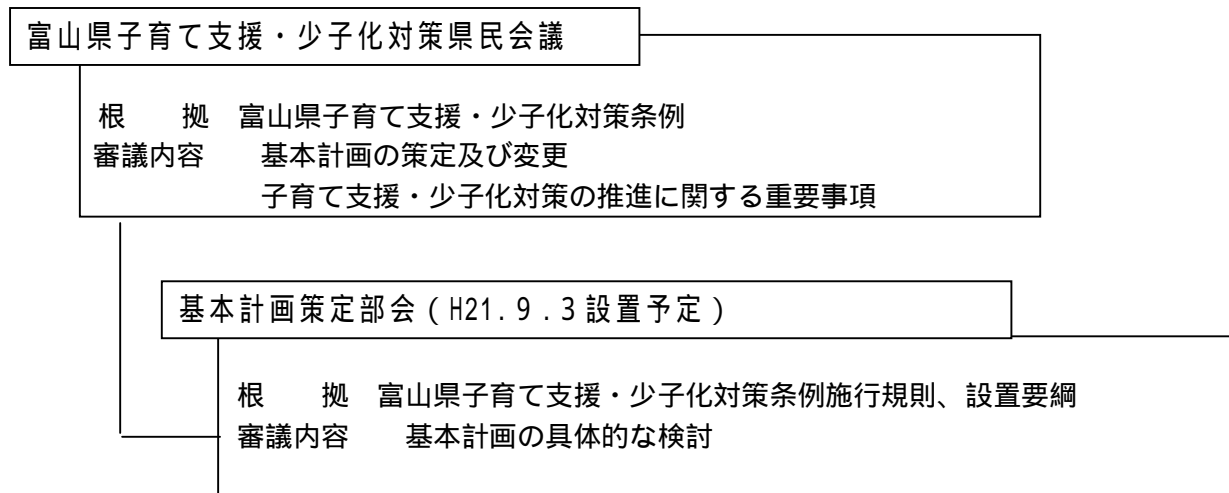 富山県子育て支援・少子化対策県民会議
根　　拠　富山県子育て支援・少子化対策条例
審議内容　　基本計画の策定及び変更
子育て支援・少子化対策の推進に関する重要事項
基本計画策定部会（H21.9.3設置予定）
根　　拠　富山県子育て支援・少子化対策条例施行規則、設置要綱
審議内容　　基本計画の具体的な検討